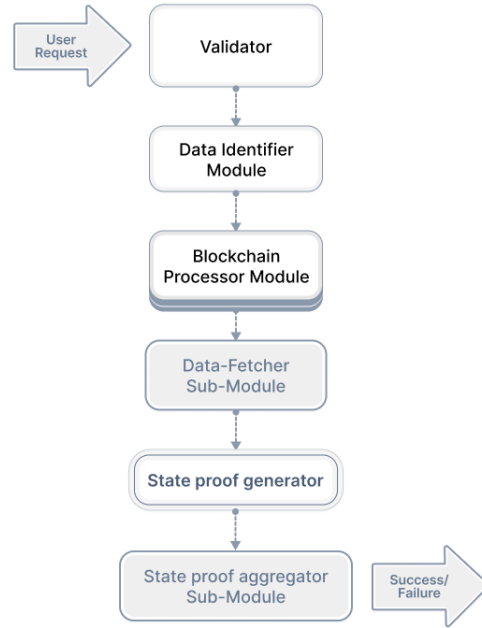 User
Request
Validator
Data Identifier
Module
Blockchain
Processor Module
Data-Fetcher
Sub-Module
State proof generator
State proof aggregator
Sub-Module
Success/
Failure